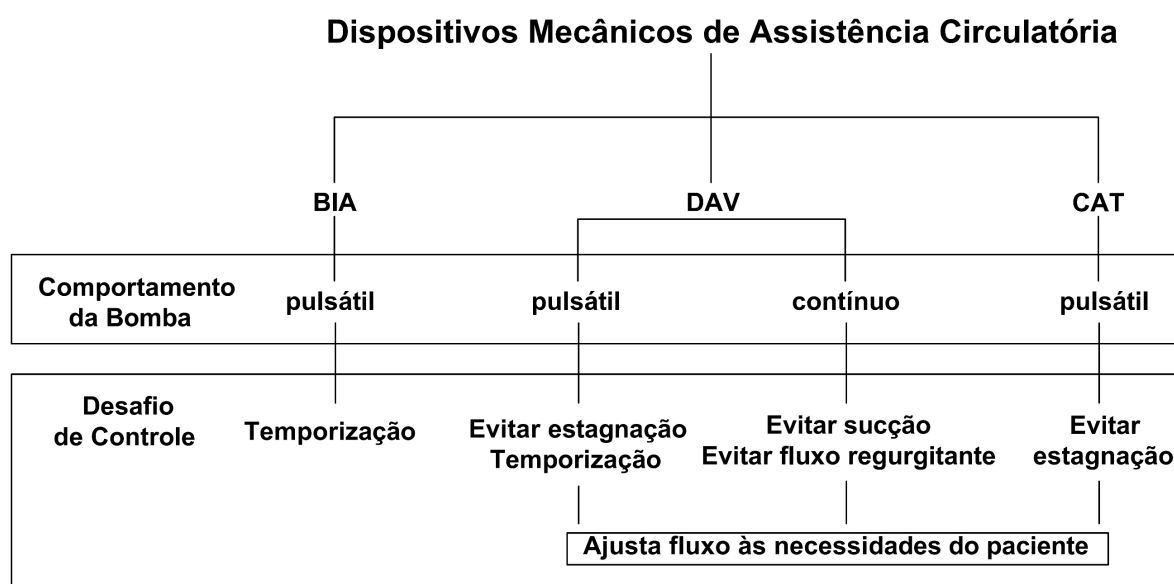 Dispositivos Mecânicos de Assistência Circulatória
BIA
DAV
CAT
Comportamento
da Bomba
pulsátil
pulsátil
contínuo
pulsátil
Desafio
de Controle
Temporização
Evitar estagnação
Temporização
Evitar sucção
Evitar fluxo regurgitante
Evitar
estagnação
Ajusta fluxo às necessidades do paciente